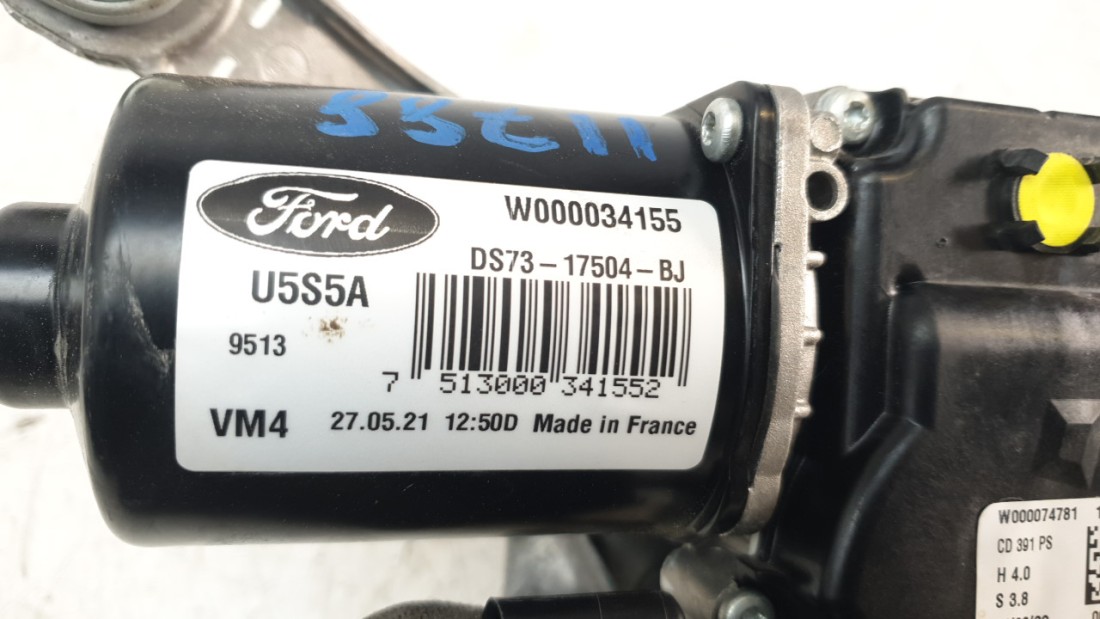 Ford
W000034155
DS73-17504-BJ
U5S5A
9513
7 513000 341552
VM4 27.05.21 12:50D Made in France
W000074781
CD 391 PS
H 4.0
S 3.8